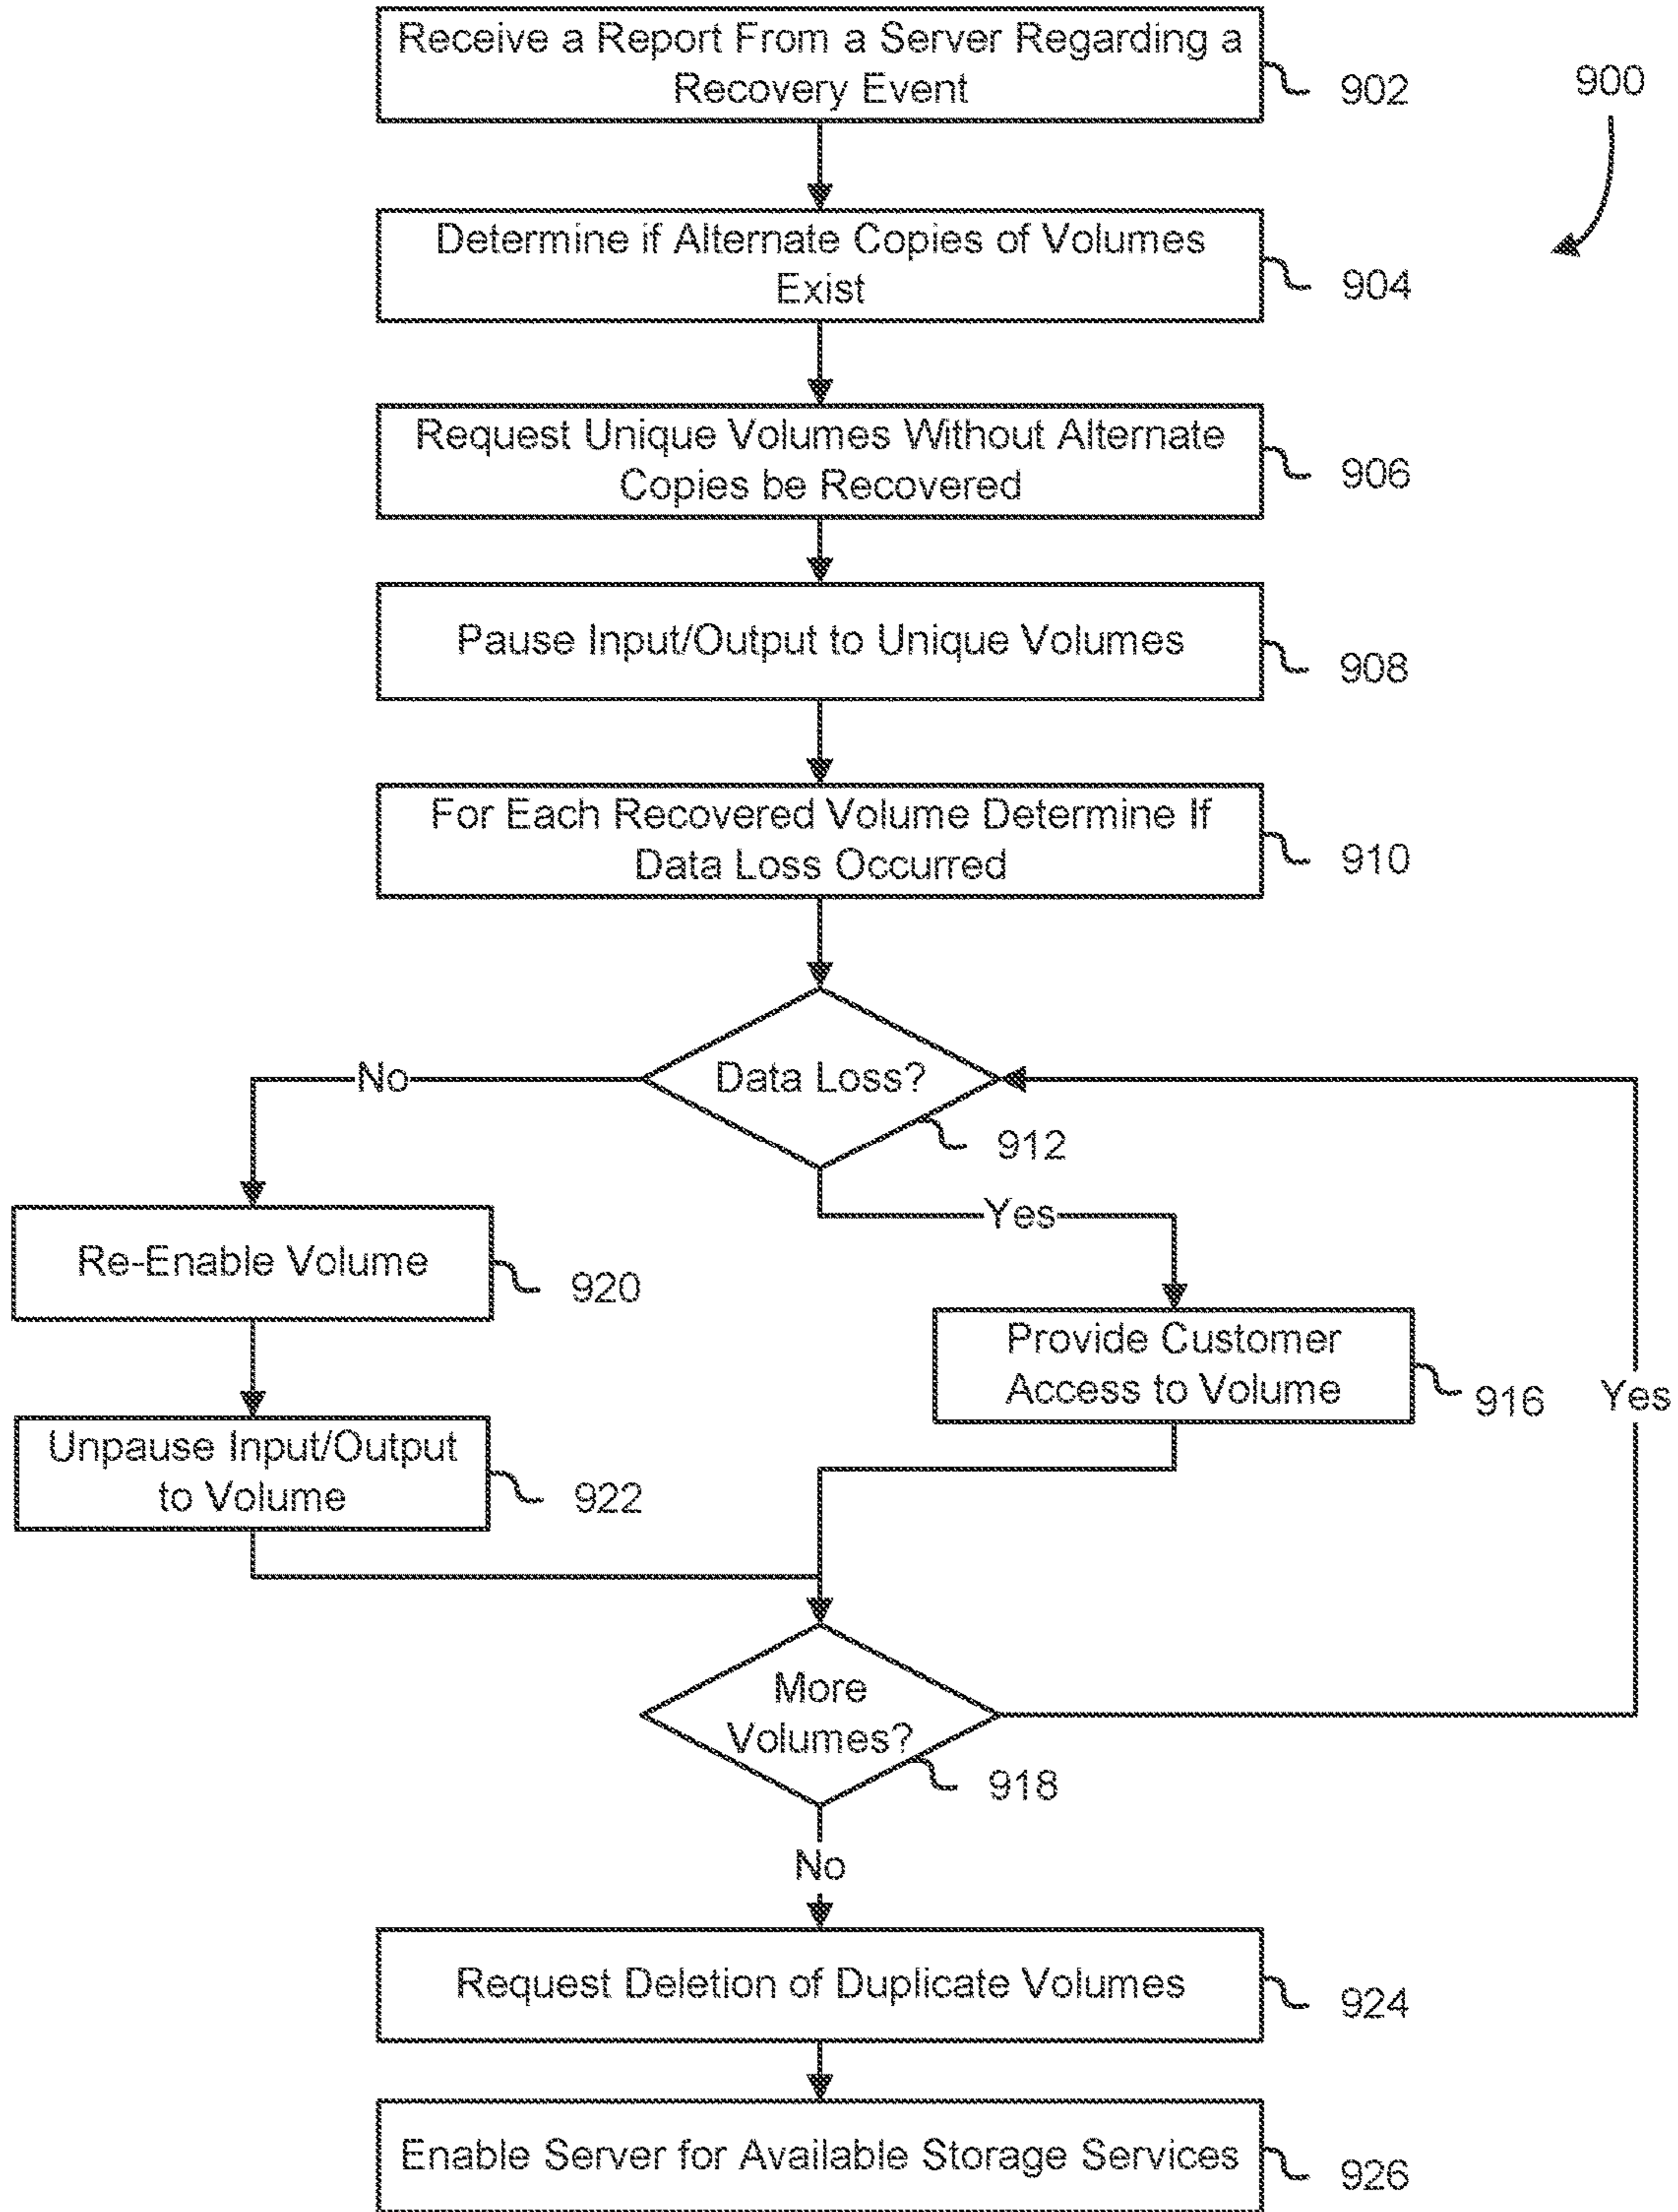 Receive a Report From a Server Regarding a
Recovery Event
902
900
Determine if Alternate Copies of Volumes
Exist
904
Request Unique Volumes Without Alternate
Copies be Recovered
906
Pause Input/Output to Unique Volumes
908
For Each Recovered Volume Determine If
Data Loss Occurred
910
No
Data Loss?
912
Yes
Re-Enable Volume
920
Provide Customer
Access to Volume
916
Yes
Unpause Input/Output
to Volume
922
More
Volumes?
918
No
Request Deletion of Duplicate Volumes
924
Enable Server for Available Storage Services
926